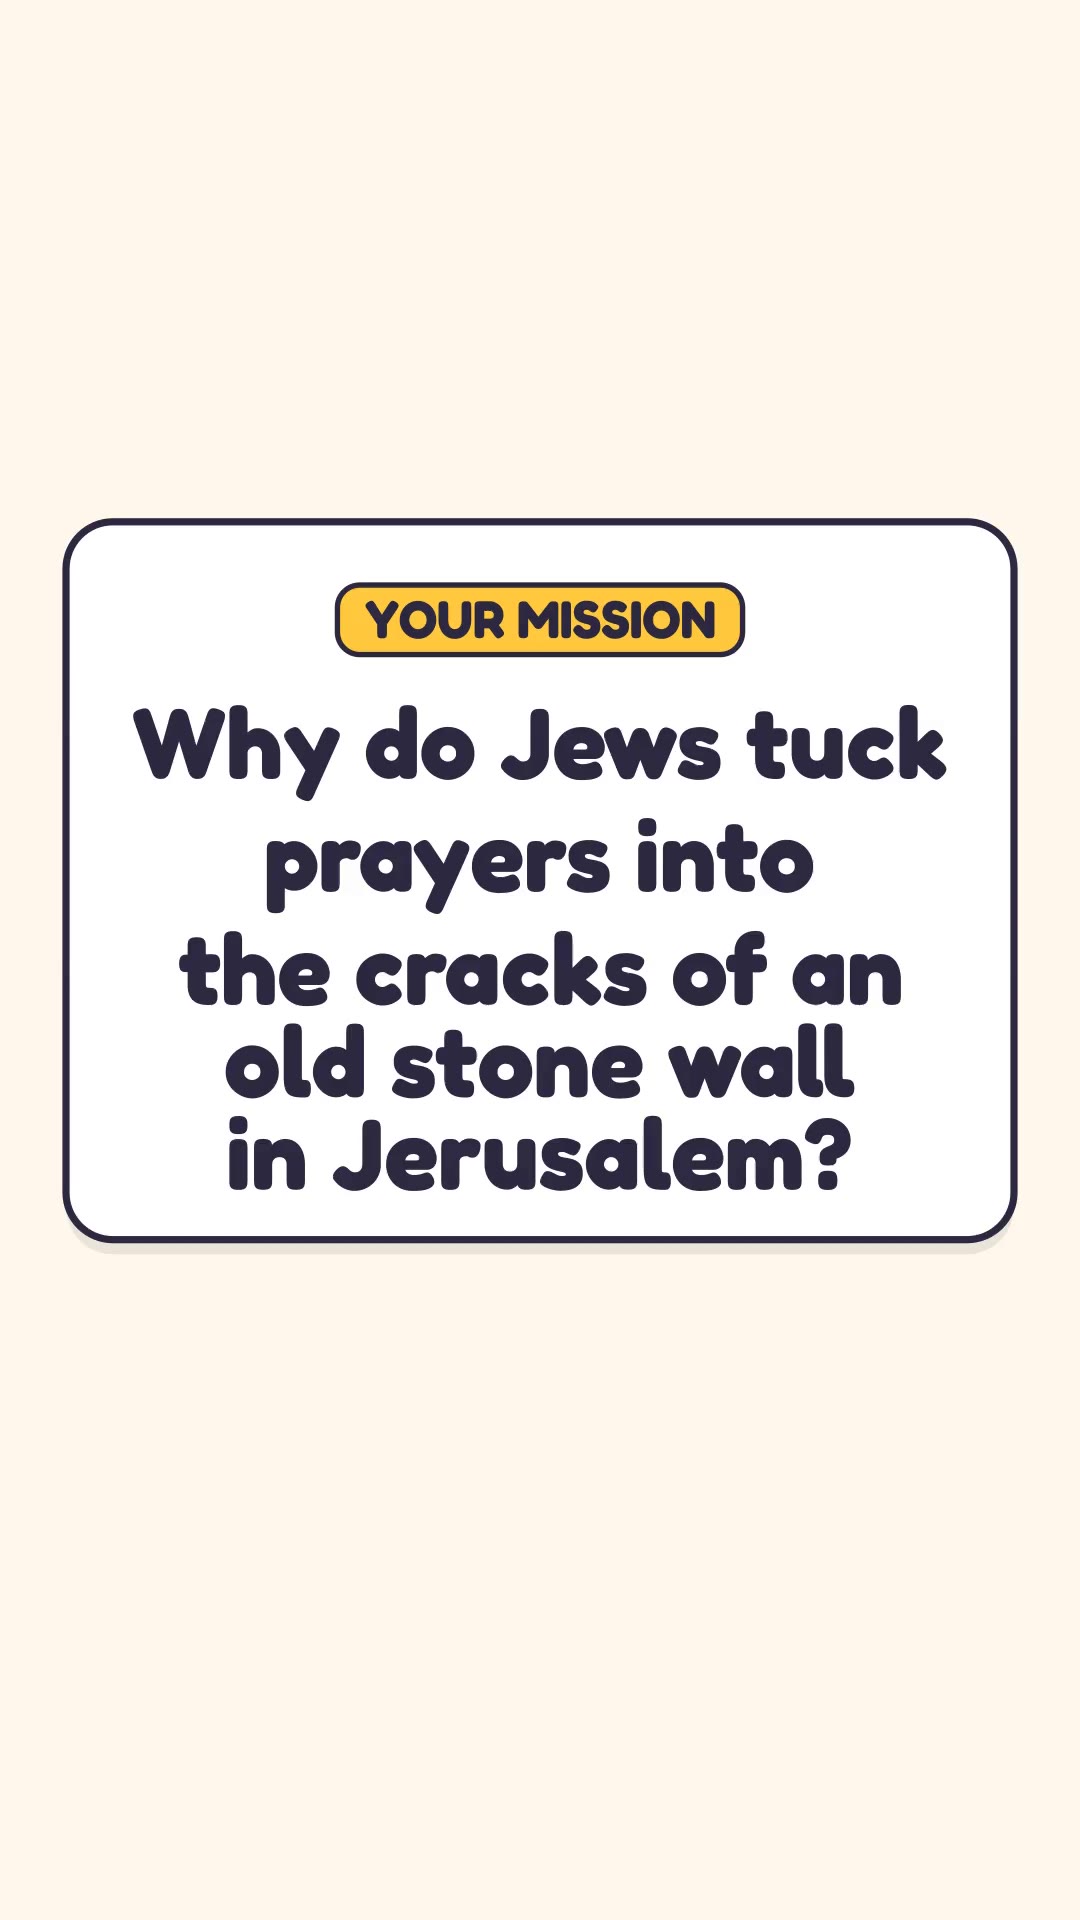 YOUR MISSION
Why do Jews tuck
prayers into
the cracks of an
old stone wall
in Jerusalem?